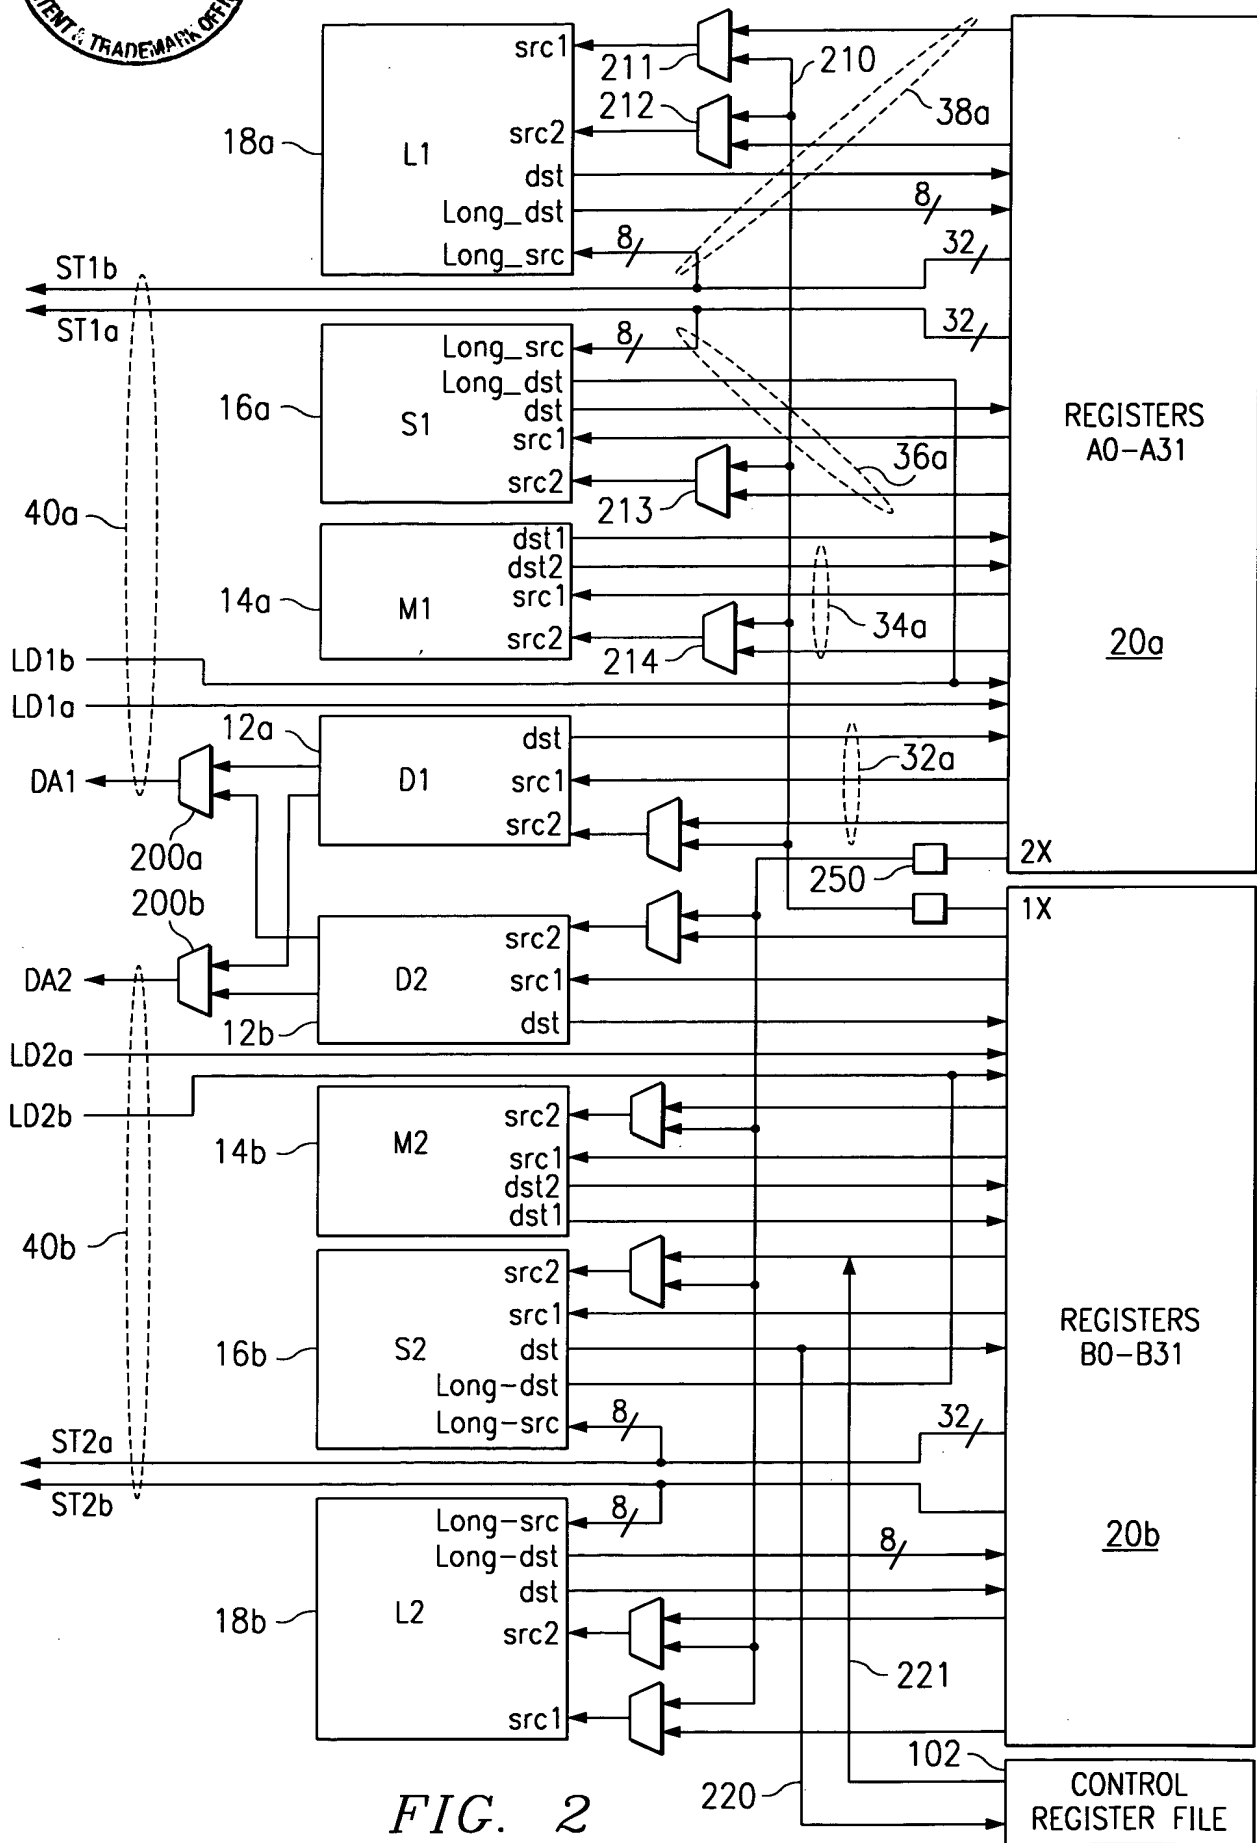 TENT & TRADEMARK OFFI
src1
211
210
38a
212
18a
L1
src2
dst
Long_dst
8
Long_src
8
32
ST1b
ST1a
32
Long_src
8
Long_dst
16a
S1
dst
src1
src2
213
36a
REGISTERS
A0-A31
40a
dst1
dst2
14a
M1
src1
src2
214
34a
20a
LD1b
LD1a
12a
dst
32a
DA1
D1
src1
src2
200a
250
2X
200b
1X
src2
DA2
D2
src1
12b
dst
LD2a
LD2b
src2
14b
M2
src1
dst2
dst1
40b
src2
src1
16b
S2
dst
Long-dst
Long-src
8
32
REGISTERS
B0-B31
ST2a
ST2b
Long-src
8
Long-dst
8
20b
dst
18b
L2
src2
221
src1
102
220
CONTROL
REGISTER FILE
FIG. 2